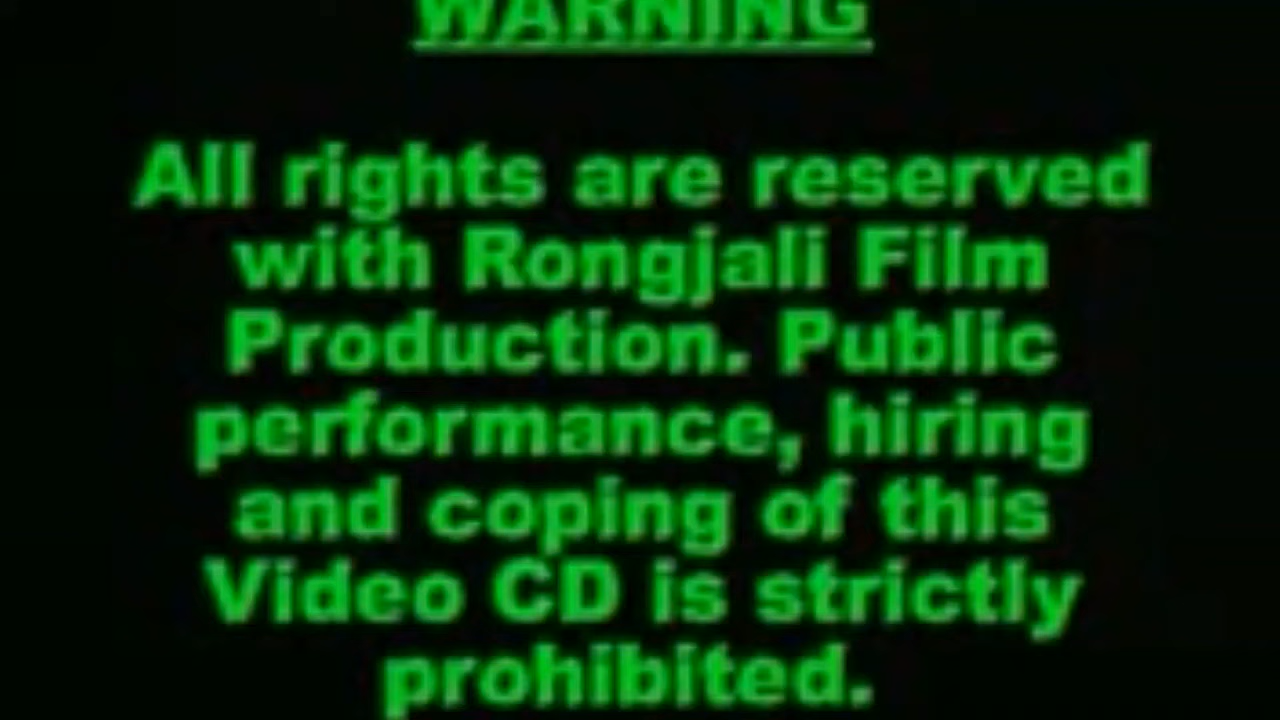 WARNING
All rights are reserved
with Rongjali Film
Production. Public
performance, hiring
and coping of this
Video CD is strictly
prohibited.